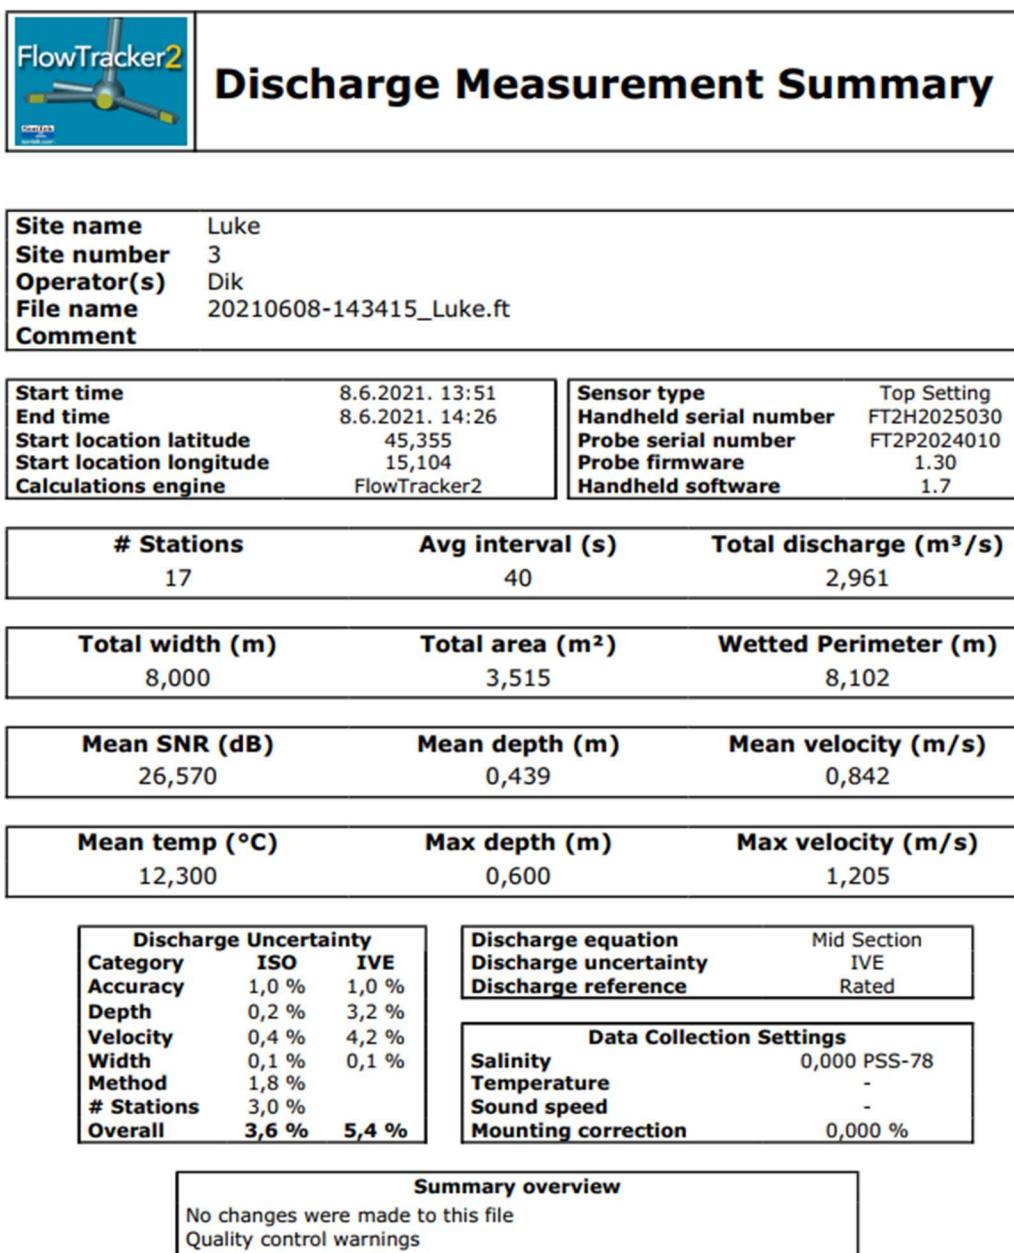 FlowTracker2
Discharge Measurement Summary
Site name Luke
Site number 3
Operator(s) Dik
File name 20210608-143415_Luke.ft
Comment
Start time 8.6.2021. 13:51
End time 8.6.2021. 14:26
Start location latitude 45,355
Start location longitude 15,104
Calculations engine FlowTracker2
Sensor type Top Setting
Handheld serial number FT2H2025030
Probe serial number FT2P2024010
Probe firmware 1.30
Handheld software 1.7
# Stations Avg interval (s) Total discharge (m³/s)
17 40 2,961
Total width (m) Total area (m²) Wetted Perimeter (m)
8,000 3,515 8,102
Mean SNR (dB) Mean depth (m) Mean velocity (m/s)
26,570 0,439 0,842
Mean temp (°C) Max depth (m) Max velocity (m/s)
12,300 0,600 1,205
Discharge Uncertainty
Category ISO IVE
Accuracy 1,0 % 1,0 %
Depth 0,2 % 3,2 %
Velocity 0,4 % 4,2 %
Width 0,1 % 0,1 %
Method 1,8 %
# Stations 3,0 %
Overall 3,6 % 5,4 %
Discharge equation Mid Section
Discharge uncertainty IVE
Discharge reference Rated
Data Collection Settings
Salinity 0,000 PSS-78
Temperature -
Sound speed -
Mounting correction 0,000 %
Summary overview
No changes were made to this file
Quality control warnings